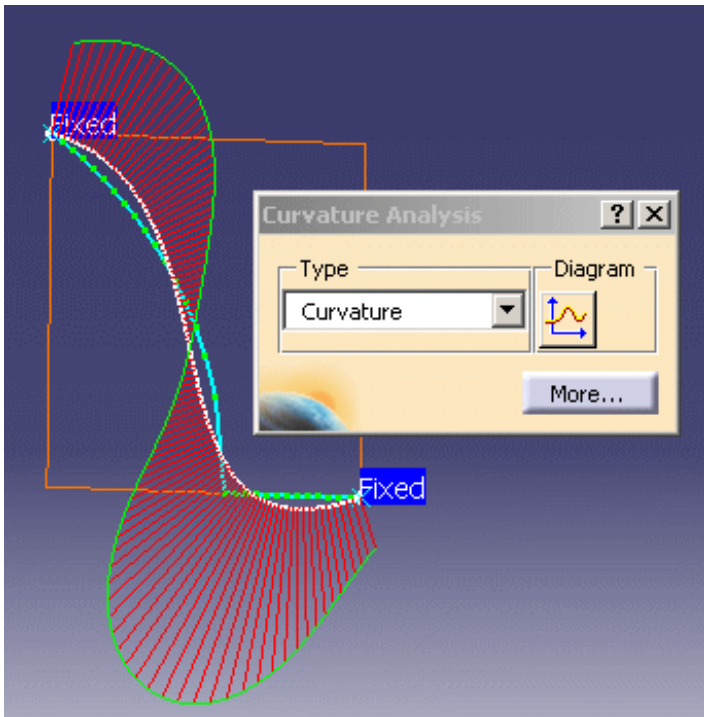 Fixed
Curvature Analysis
Type
Diagram
Curvature
More...
Fixed